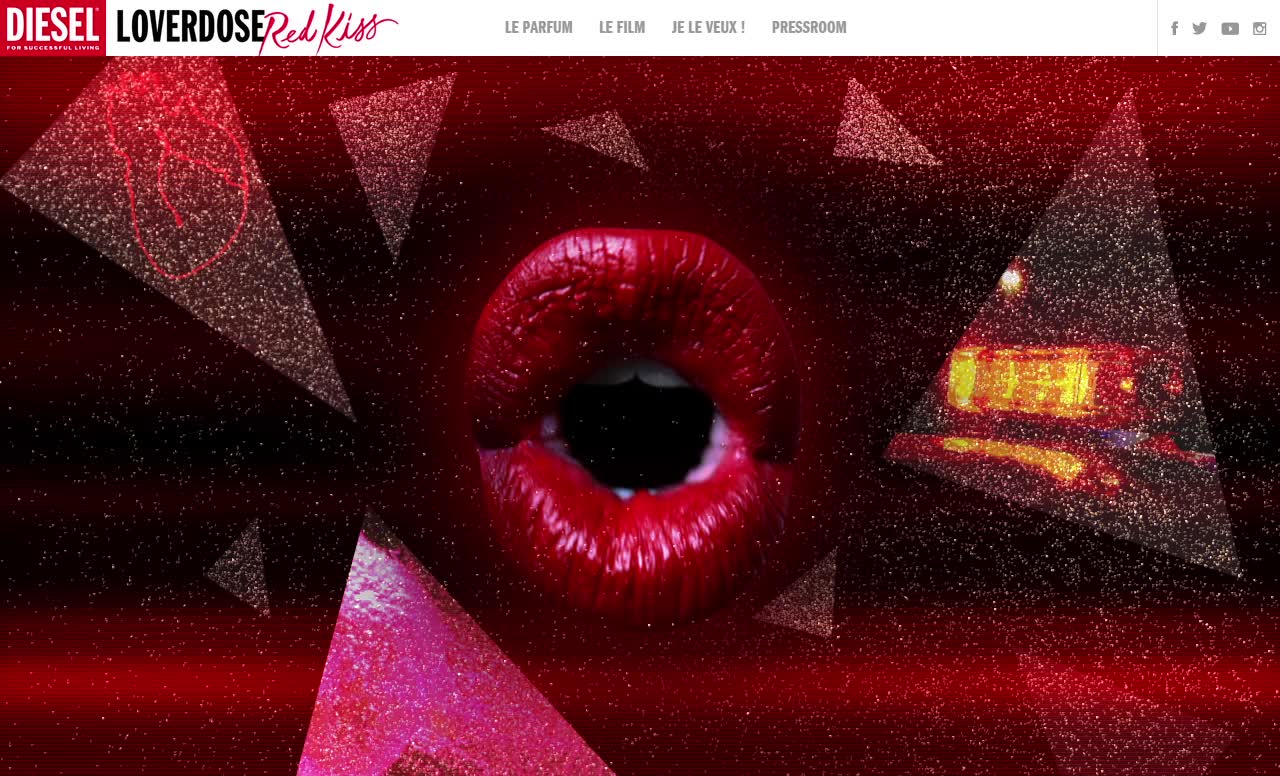 DIESEL
FOR SUCCESSFUL LIVING
LOVERDOSE Red Kiss
LE PARFUM LE FILM JE LE VEUX ! PRESSROOM